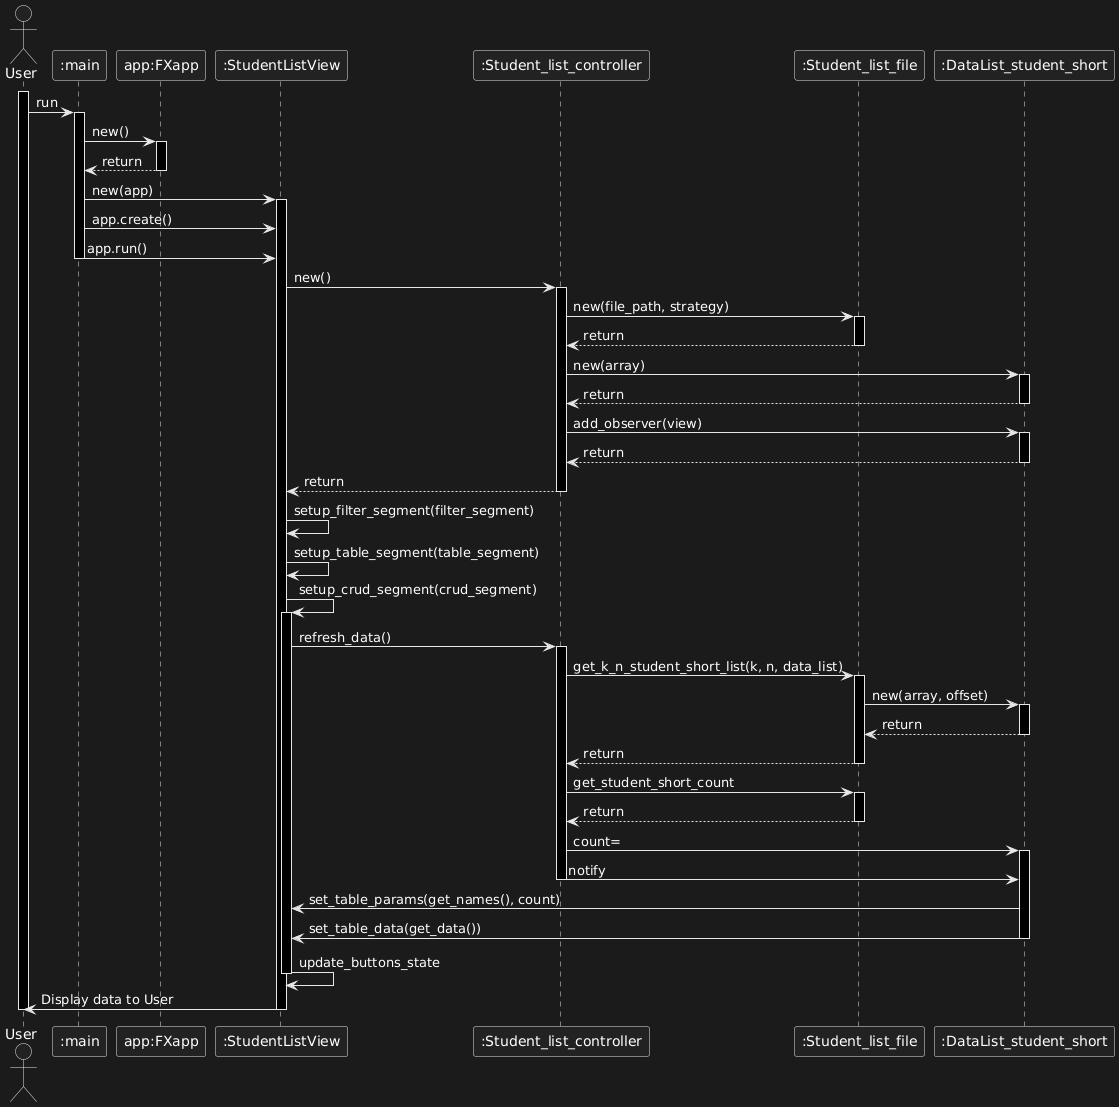 User
:main
app:FXapp
:StudentListView
:Student_list_controller
:Student_list_file
:DataList_student_short
run
new()
return
new(app)
app.create()
app.run()
new()
new(file_path, strategy)
return
new(array)
return
add_observer(view)
return
return
setup_filter_segment(filter_segment)
setup_table_segment(table_segment)
setup_crud_segment(crud_segment)
refresh_data()
get_k_n_student_short_list(k, n, data_list)
new(array, offset)
return
return
get_student_short_count
return
count=
notify
set_table_params(get_names(), count)
set_table_data(get_data())
update_buttons_state
Display data to User
User
:main
app:FXapp
:StudentListView
:Student_list_controller
:Student_list_file
:DataList_student_short